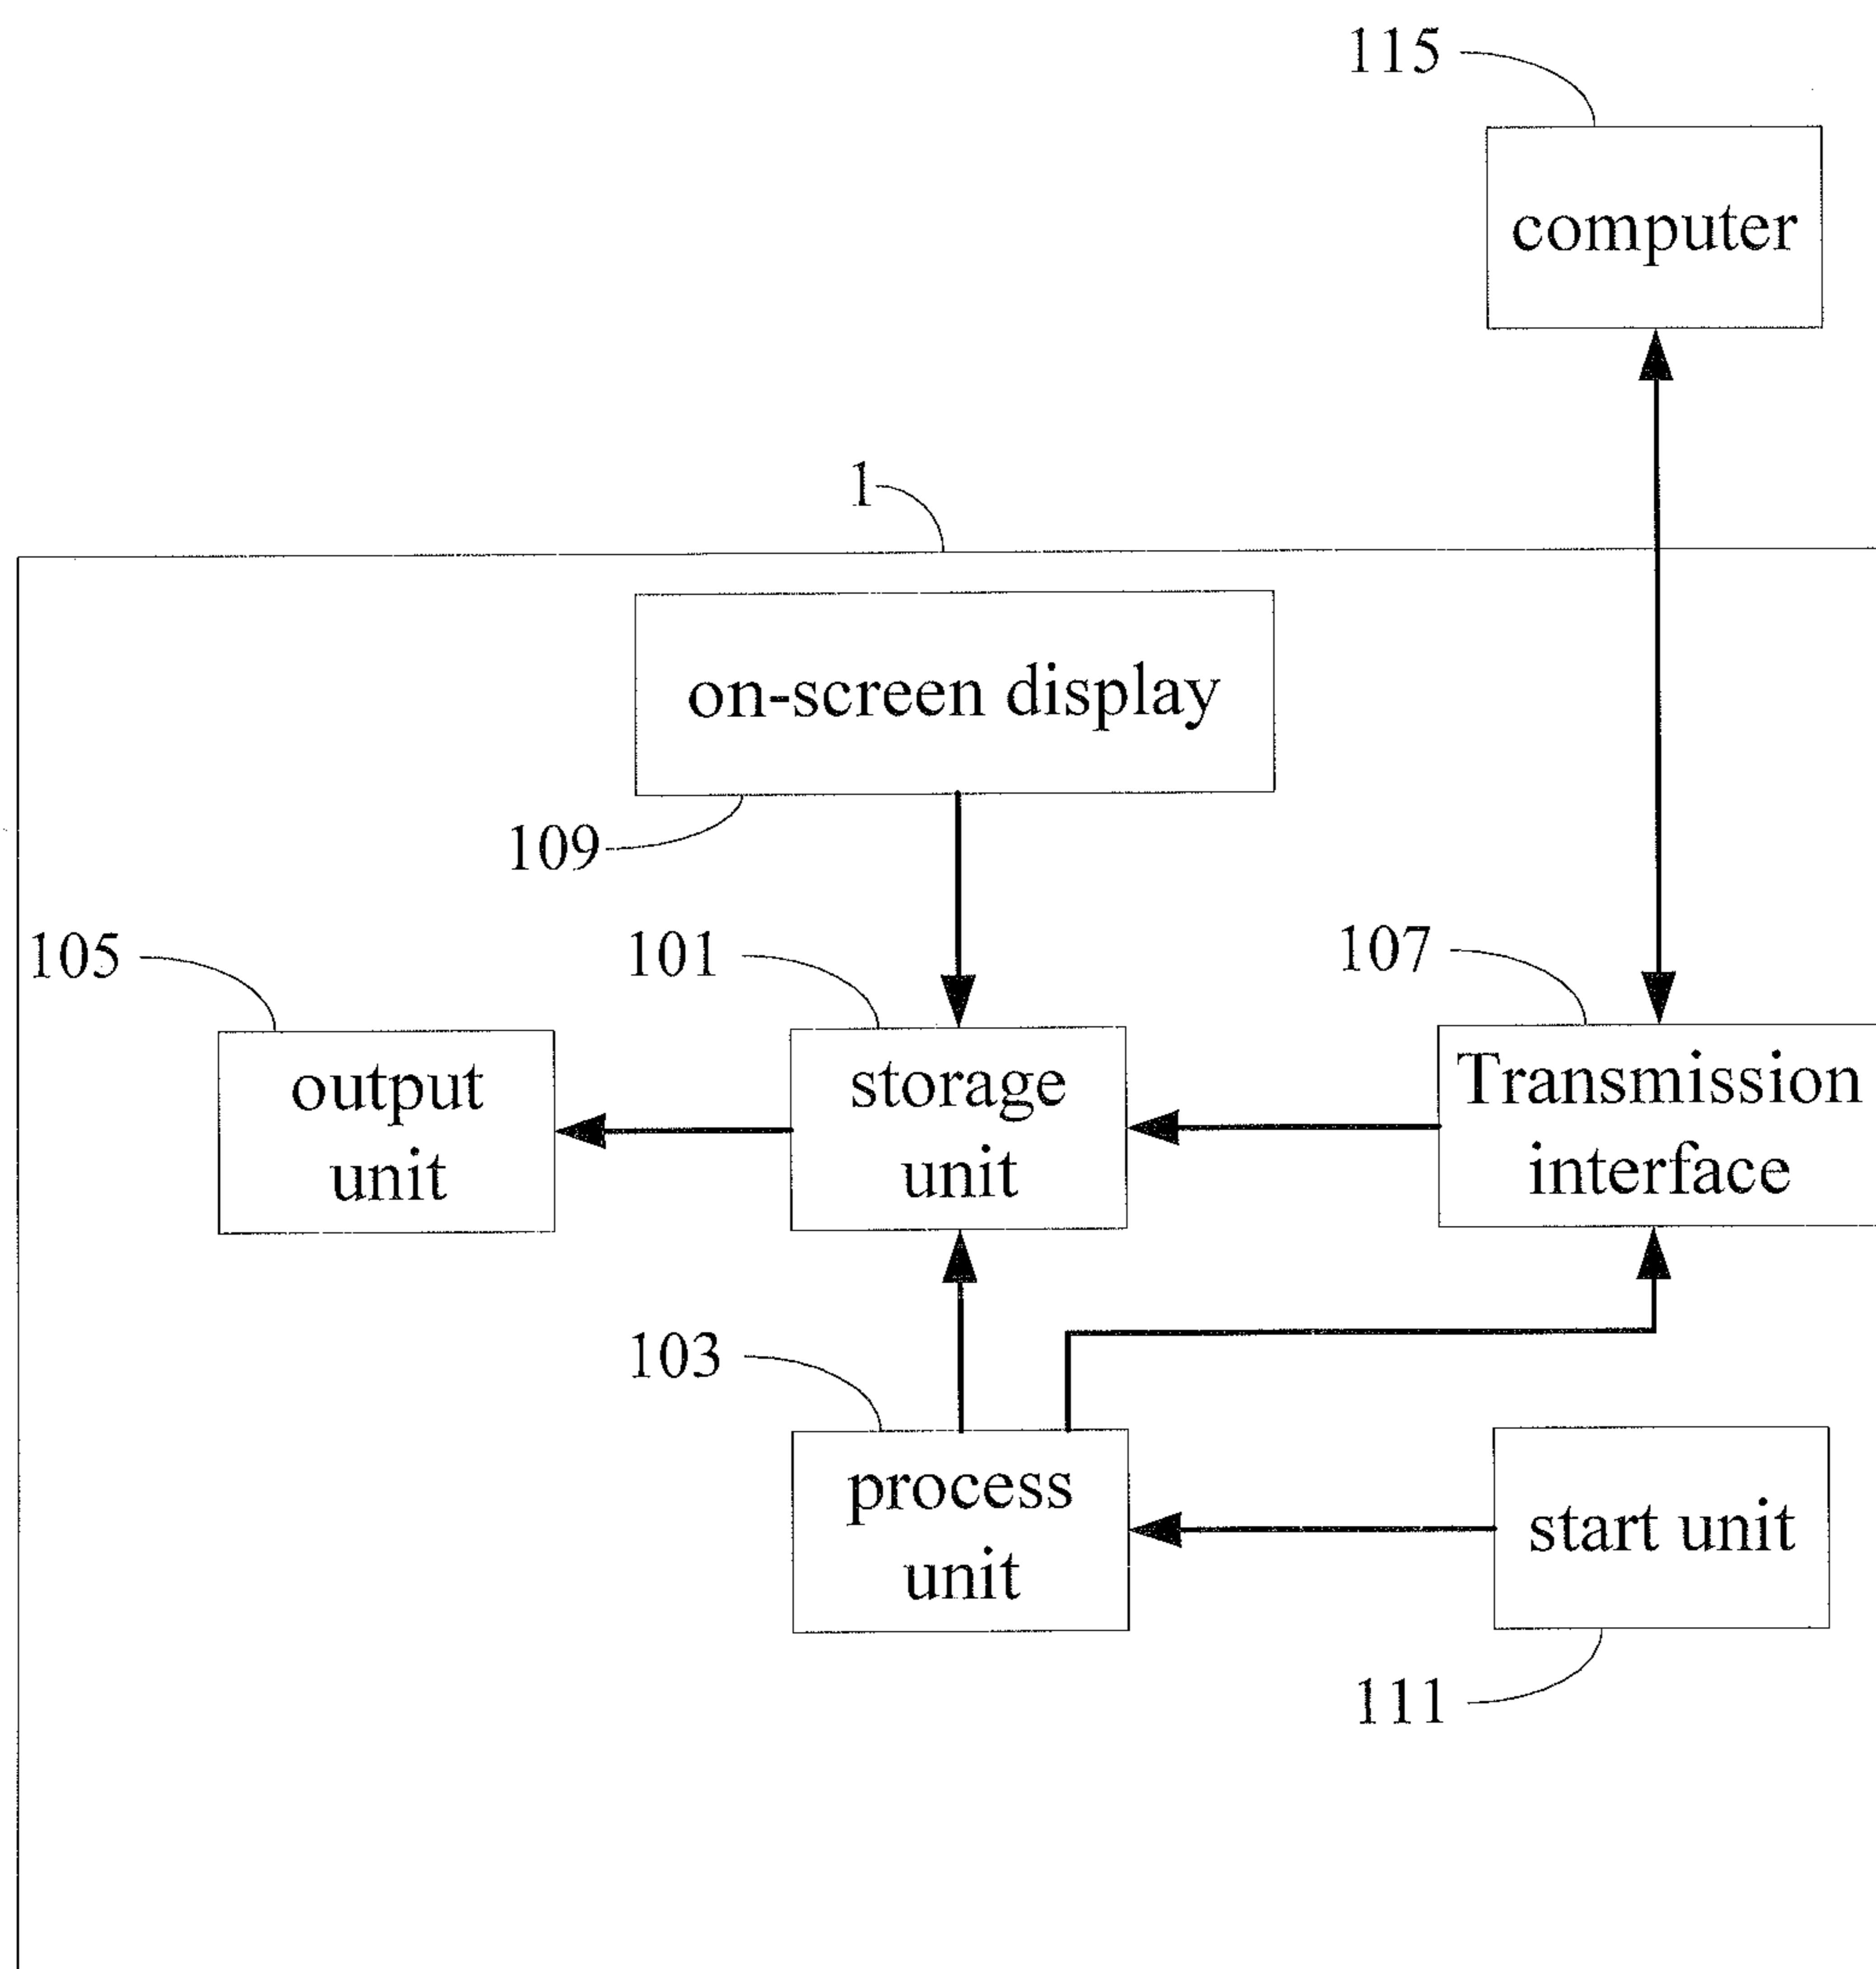 115
computer
1
on-screen display
109
105
101
107
output
unit
storage
unit
Transmission
interface
103
process
unit
start unit
111